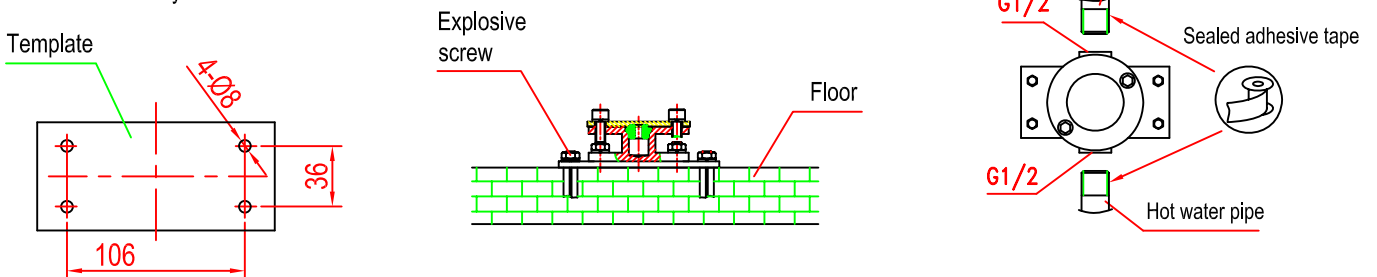 Template
4-Ø8
36
106
Explosive
screw
Floor
G1/2
Sealed adhesive tape
G1/2
Hot water pipe